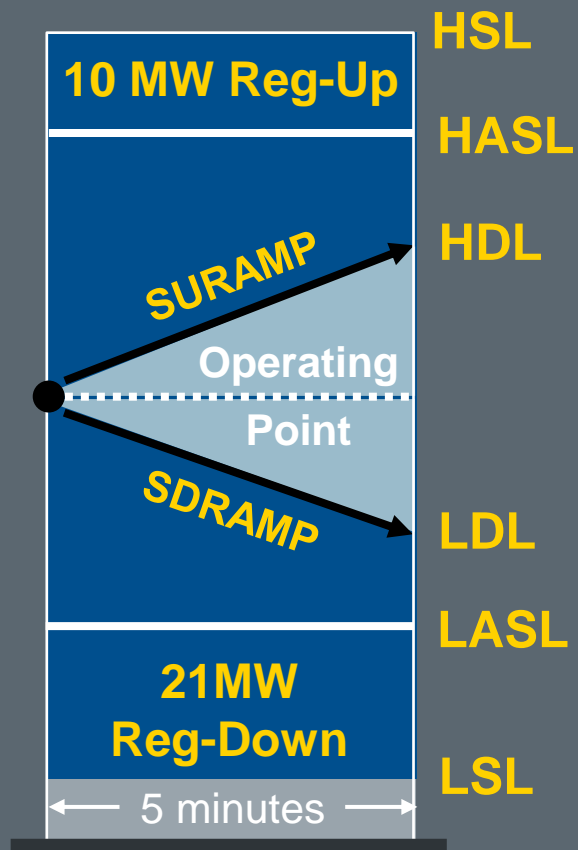 HSL
10 MW Reg-Up
HASL
HDL
SURAMP
Operating
Point
SDRAMP
LDL
LASL
21MW
Reg-Down
LSL
5 minutes